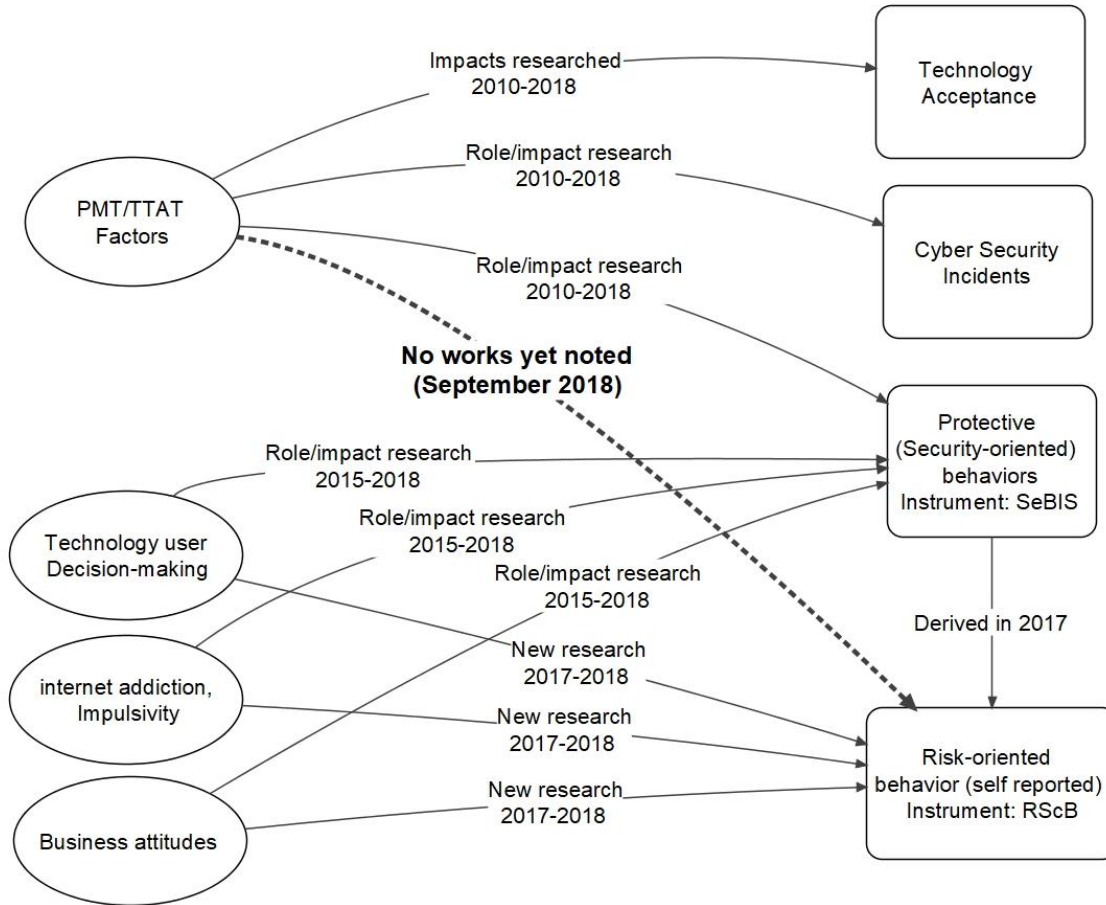 Impacts researched
2010-2018
Technology
Acceptance
Role/impact research
2010-2018
PMT/TTAT
Factors
Cyber Security
Incidents
Role/impact research
2010-2018
No works yet noted
(September 2018)
Protective
(Security-oriented)
behaviors
Instrument: SeBIS
Role/impact research
2015-2018
Role/impact research
2015-2018
Technology user
Decision-making
Role/impact research
2015-2018
Derived in 2017
New research
2017-2018
internet addiction,
Impulsivity
New research
2017-2018
Risk-oriented
behavior (self reported)
Instrument: RScB
New research
2017-2018
Business attitudes